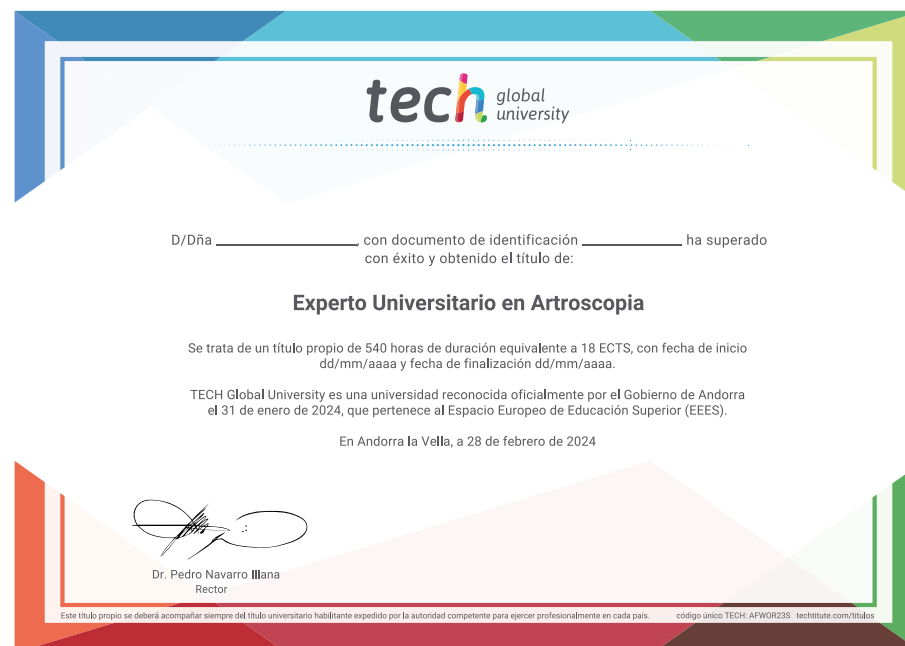 tech global university
D/Dña ________________, con documento de identificación ___________ ha superado
con éxito y obtenido el título de:
Experto Universitario en Artroscopia
Se trata de un título propio de 540 horas de duración equivalente a 18 ECTS, con fecha de inicio
dd/mm/aaaa y fecha de finalización dd/mm/aaaa.
TECH Global University es una universidad reconocida oficialmente por el Gobierno de Andorra
el 31 de enero de 2024, que pertenece al Espacio Europeo de Educación Superior (EEES).
En Andorra la Vella, a 28 de febrero de 2024
Dr. Pedro Navarro Illana
Rector
Este título propio se deberá acompañar siempre del título universitario habilitante expedido por la autoridad competente para ejercer profesionalmente en cada país. código único TECH: AFWOR23S techtitute.com/titulos